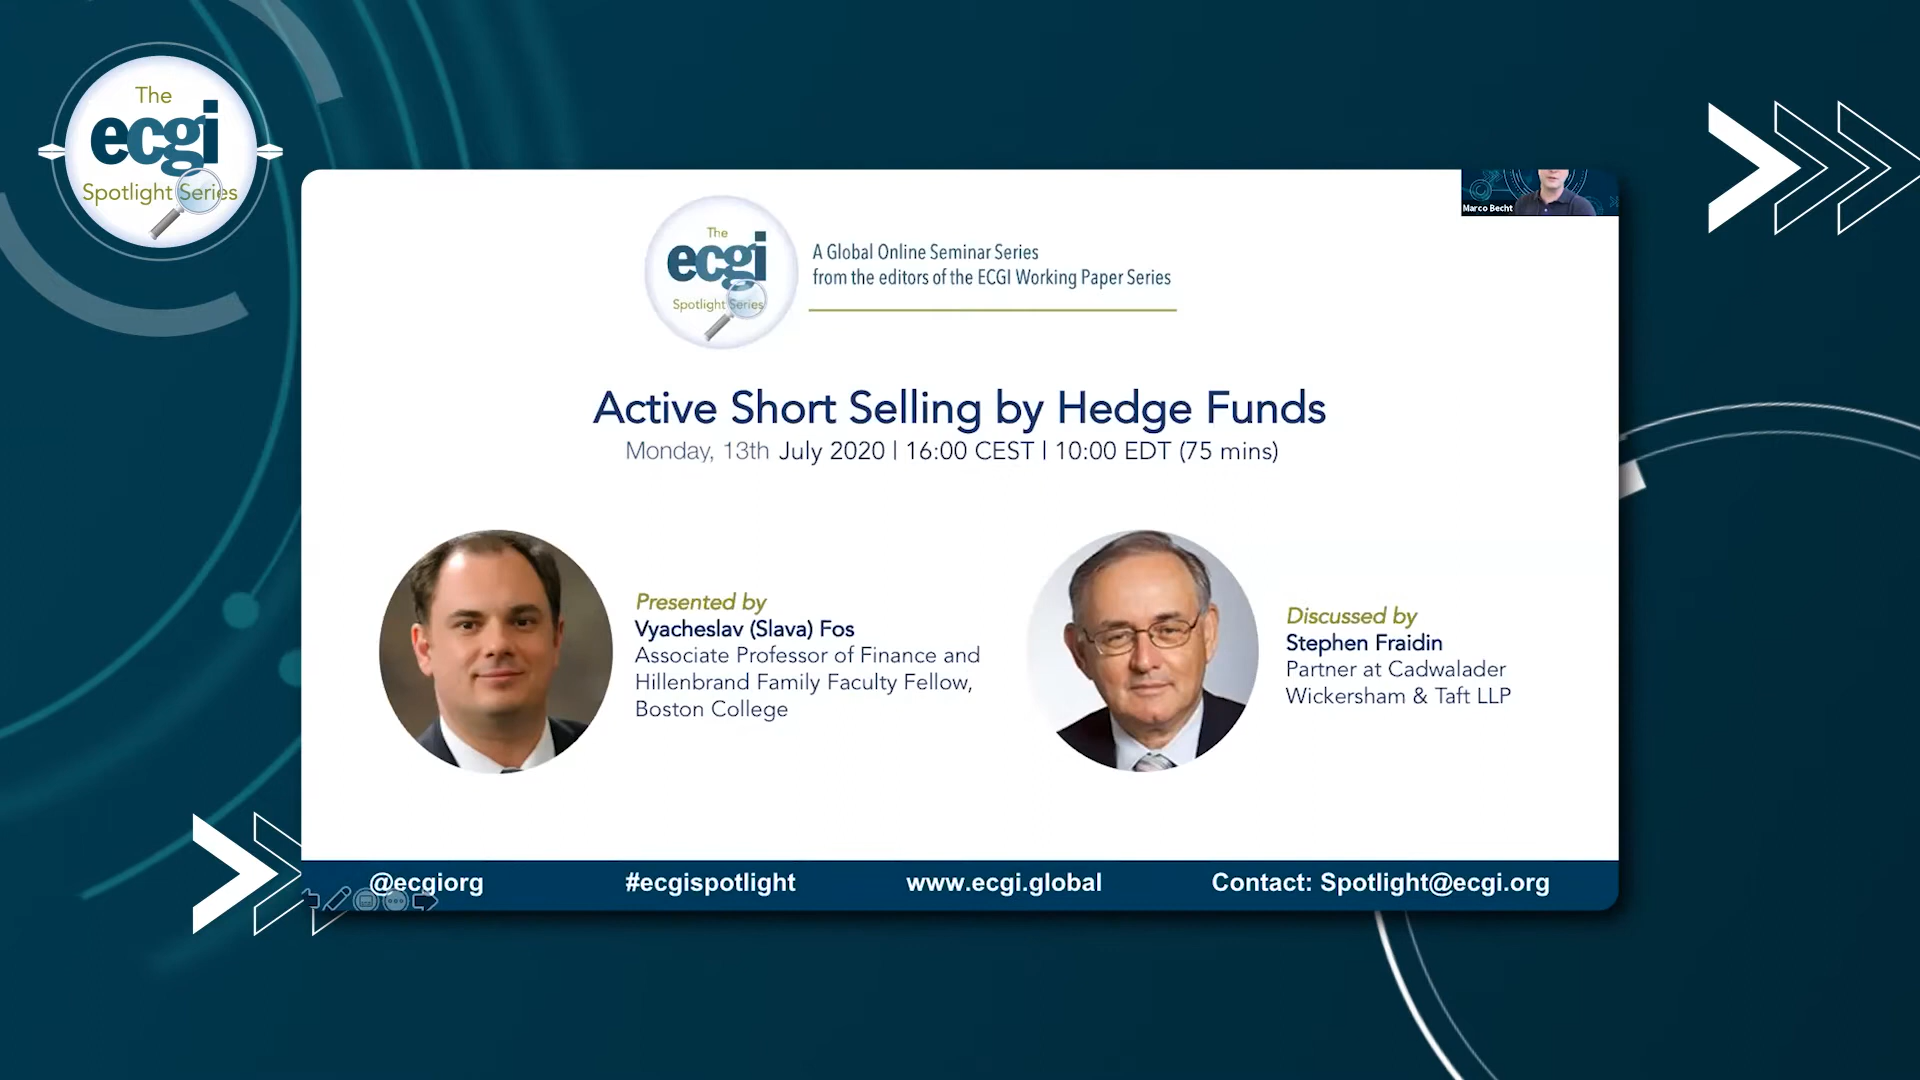 The
ecgi
Spotlight Series
Marco Becht
The
ecgi
Spotlight Series
A Global Online Seminar Series
from the editors of the ECGI Working Paper Series
Active Short Selling by Hedge Funds
Monday, 13th July 2020 | 16:00 CEST | 10:00 EDT (75 mins)
Presented by
Vyacheslav (Slava) Fos
Associate Professor of Finance and
Hillenbrand Family Faculty Fellow,
Boston College
Discussed by
Stephen Fraidin
Partner at Cadwalader
Wickersham & Taft LLP
@ecgiorg
#ecgispotlight
www.ecgi.global
Contact: Spotlight@ecgi.org